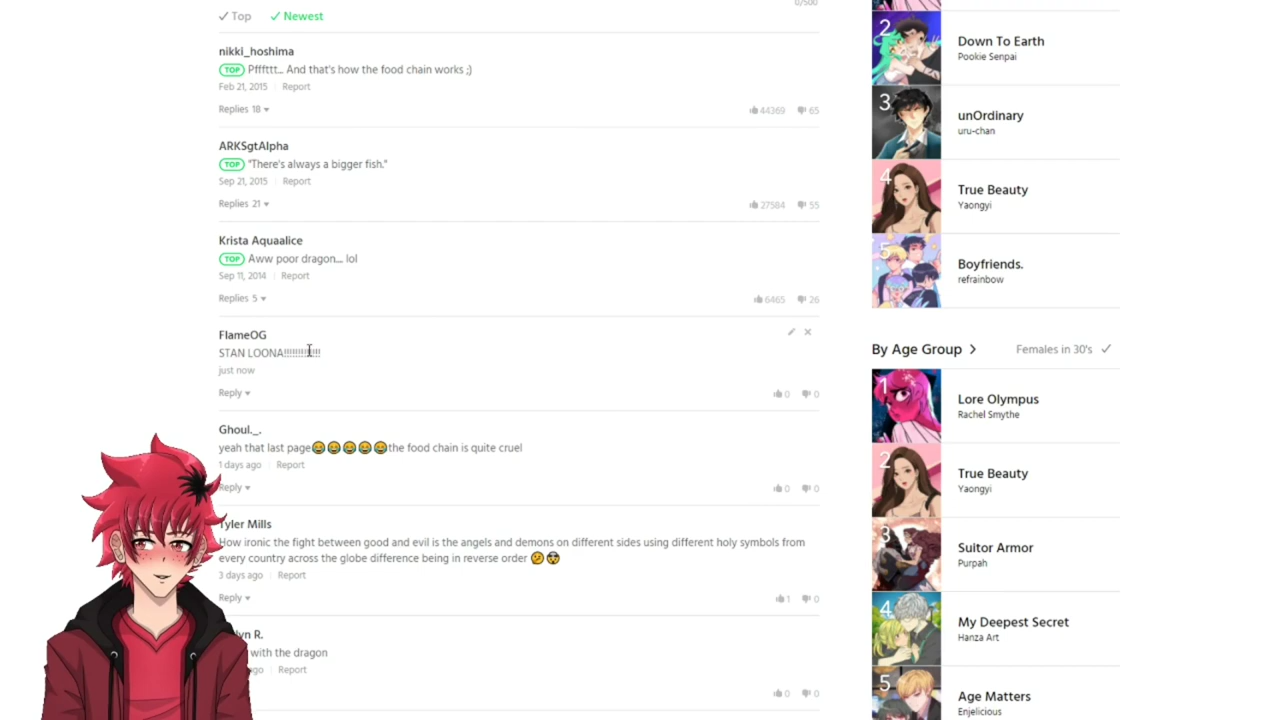 0/500
Top
Newest
nikki_hoshima
TOP Pfffttt... And that's how the food chain works ;)
Feb 21, 2015 Report
Replies 18
44369 65
ARKSgtAlpha
TOP "There's always a bigger fish."
Sep 21, 2015 Report
Replies 21
27584 55
Krista Aquaalice
TOP Aww poor dragon... lol
Sep 11, 2014 Report
Replies 5
6465 26
FlameOG
just now
Reply
0 0
Ghoul._.
yeah that last page😂😂😂😂😂the food chain is quite cruel
1 days ago Report
Reply
0 0
Tyler Mills
How ironic the fight between good and evil is the angels and demons on different sides using different holy symbols from
every country across the globe difference being in reverse order
3 days ago Report
Reply
1 0
R.
with the dragon
Report
0 0
2
Down To Earth
Pookie Senpai
3
unOrdinary
uru-chan
4
True Beauty
Yaongyi
5
Boyfriends.
refrainbow
By Age Group
Females in 30's
1
Lore Olympus
Rachel Smythe
2
True Beauty
Yaongyi
3
Suitor Armor
Purpah
4
My Deepest Secret
Hanza Art
5
Age Matters
Enjelicious